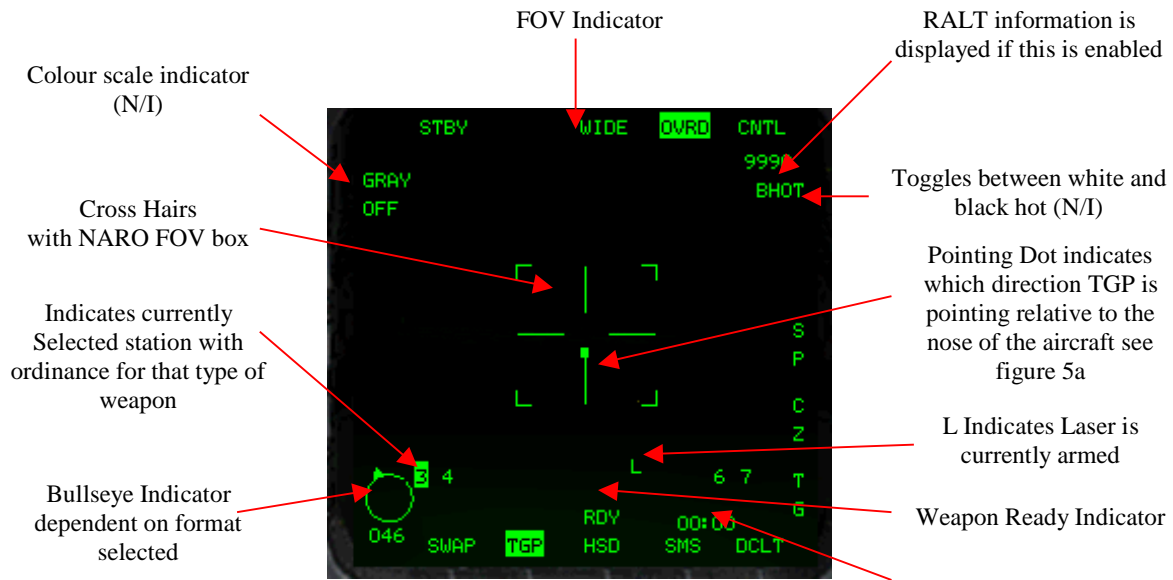 FOV Indicator
RALT information is
displayed if this is enabled
Colour scale indicator
(N/I)
STBY WIDE OVRD CNTL
9990
GRAY
OFF
BHOT
Toggles between white and
black hot (N/I)
Cross Hairs
with NARO FOV box
Pointing Dot indicates
which direction TGP is
pointing relative to the
nose of the aircraft see
figure 5a
Indicates currently
Selected station with
ordinance for that type of
weapon
S
P
C
Z
T
G
L Indicates Laser is
currently armed
3 4 L 6 7
Bullseye Indicator
dependent on format
selected
Weapon Ready Indicator
RDY 00:00
046
SWAP TGP HSD SMS DCLT